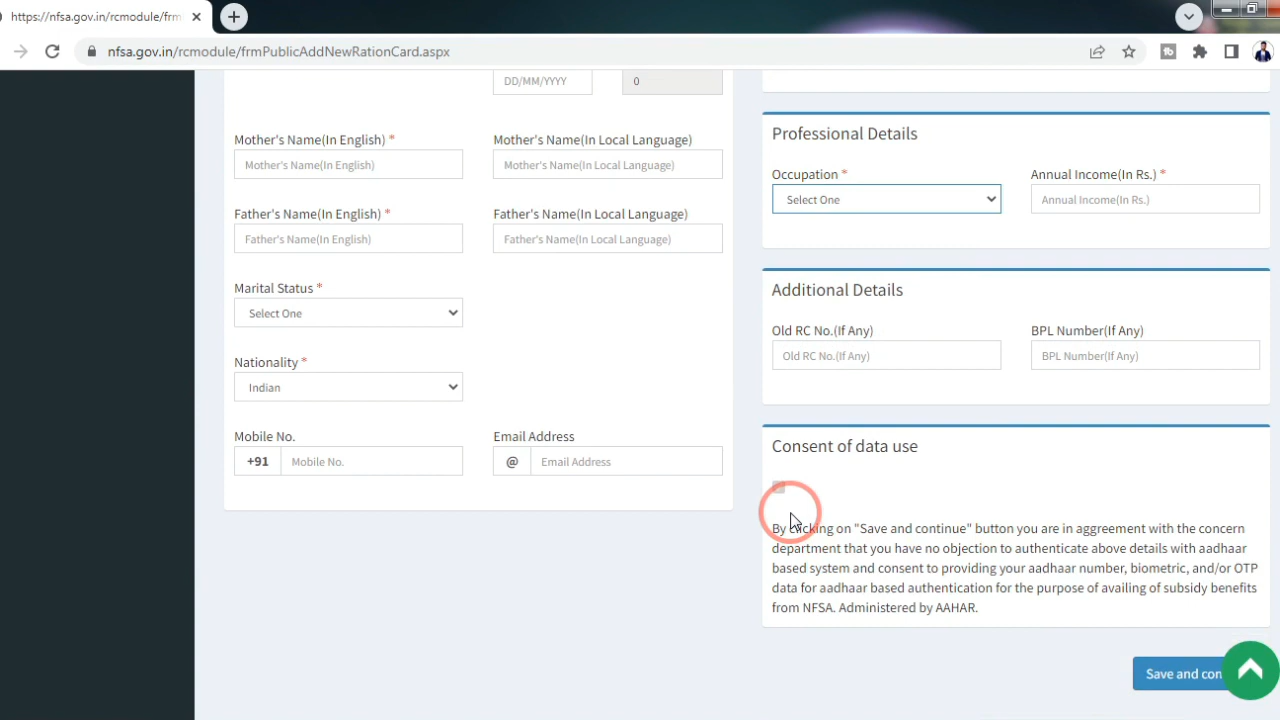 https://nfsa.gov.in/rcmodule/frm
nfsa.gov.in/rcmodule/frmPublicAddNewRationCard.aspx
DD/MM/YYYY
0
Mother's Name(In English) *
Mother's Name(In Local Language)
Mother's Name(In English)
Mother's Name(In Local Language)
Father's Name(In English) *
Father's Name(In Local Language)
Father's Name(In English)
Father's Name(In Local Language)
Marital Status *
Select One
Nationality *
Indian
Mobile No.
Email Address
+91
Mobile No.
@
Email Address
Professional Details
Occupation *
Annual Income(In Rs.) *
Select One
Annual Income(In Rs.)
Additional Details
Old RC No.(If Any)
BPL Number(If Any)
Old RC No.(If Any)
BPL Number(If Any)
Consent of data use
By clicking on "Save and continue" button you are in aggreement with the concern
department that you have no objection to authenticate above details with aadhaar
based system and consent to providing your aadhaar number, biometric, and/or OTP
data for aadhaar based authentication for the purpose of availing of subsidy benefits
from NFSA. Administered by AAHAR.
Save and con